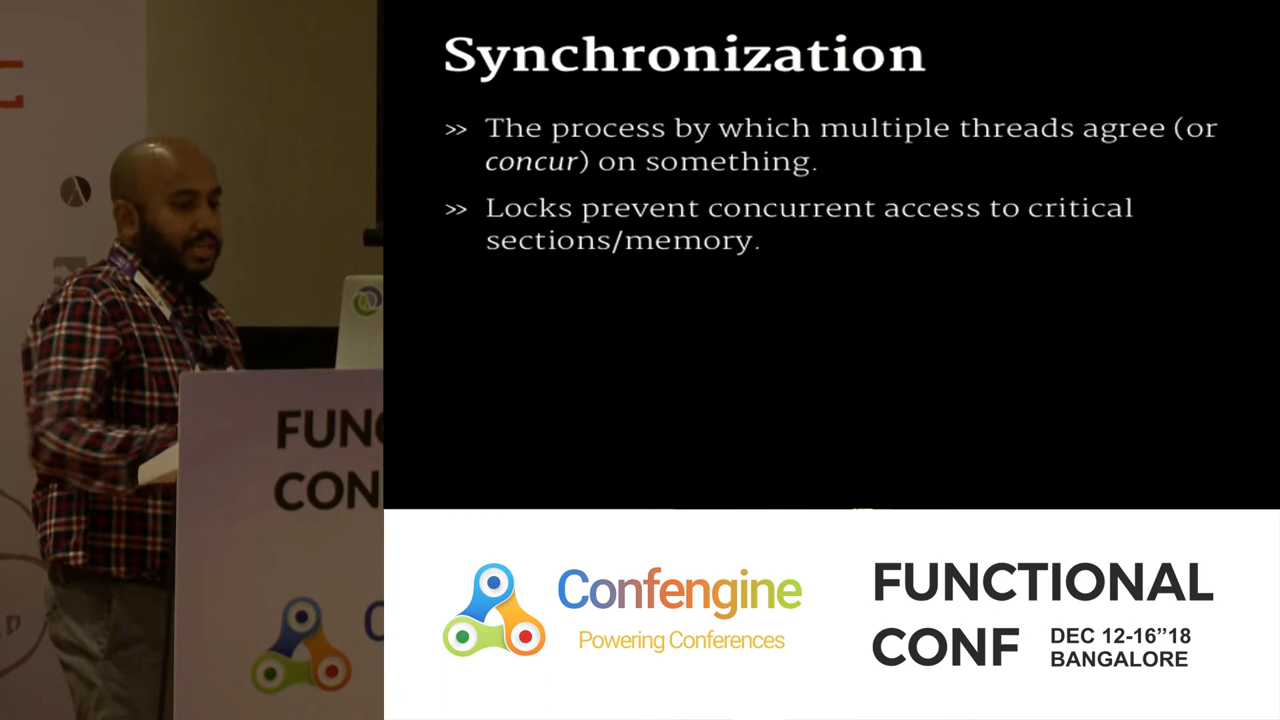 Synchronization
>> The process by which multiple threads agree (or
concur) on something.
>> Locks prevent concurrent access to critical
sections/memory.
FUNC
CON
Confengine
Powering Conferences
FUNCTIONAL
CONF DEC 12-16”18
BANGALORE